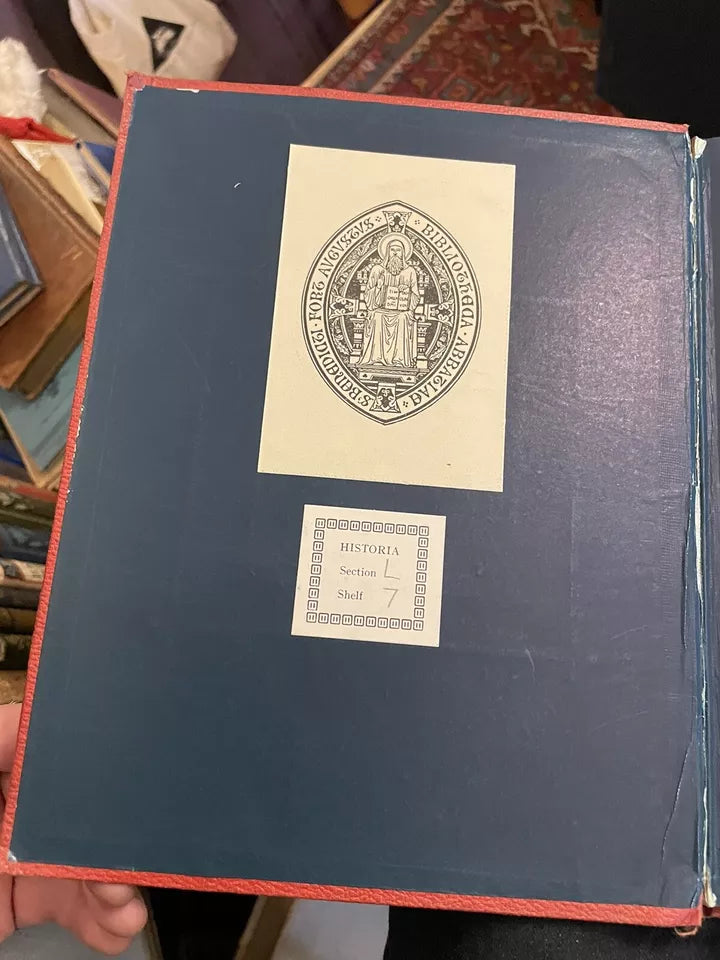 BIBLIOTHECA · ABBATIAE · S· BENEDICTI · FORT AVGVSTVS
HISTORIA
Section L
Shelf 7